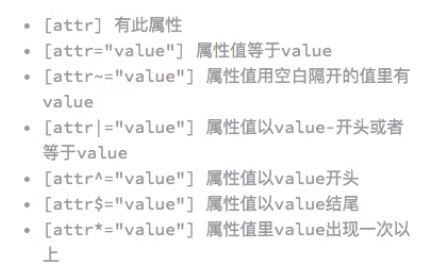 • [attr] 有此属性
• [attr="value"] 属性值等于value
• [attr~="value"] 属性值用空白隔开的值里有
value
• [attr|="value"] 属性值以value-开头或者
等于value
• [attr^="value"] 属性值以value开头
• [attr$="value"] 属性值以value结尾
• [attr*="value"] 属性值里value出现一次以
上